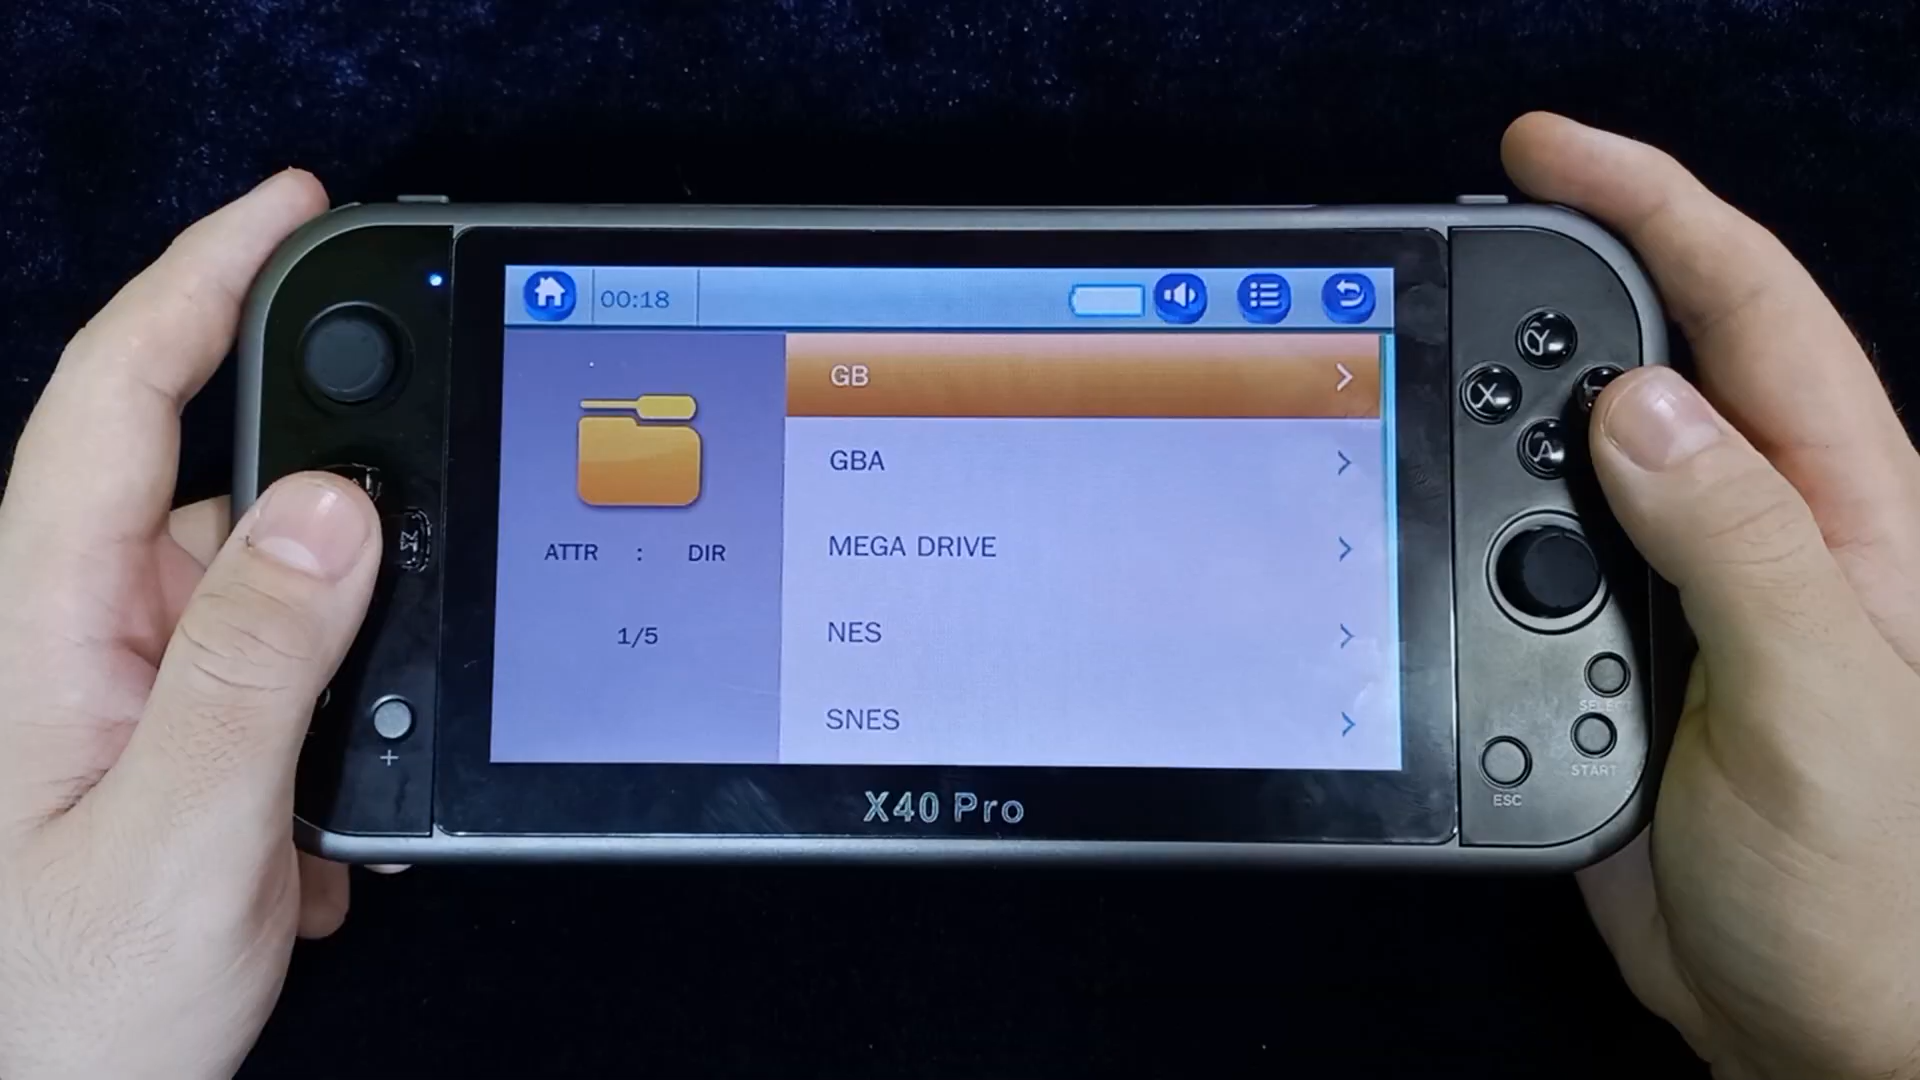 00:18
GB
GBA
MEGA DRIVE
NES
SNES
ATTR : DIR
1/5
X40 Pro
Y
X
A
SELECT
START
ESC
+